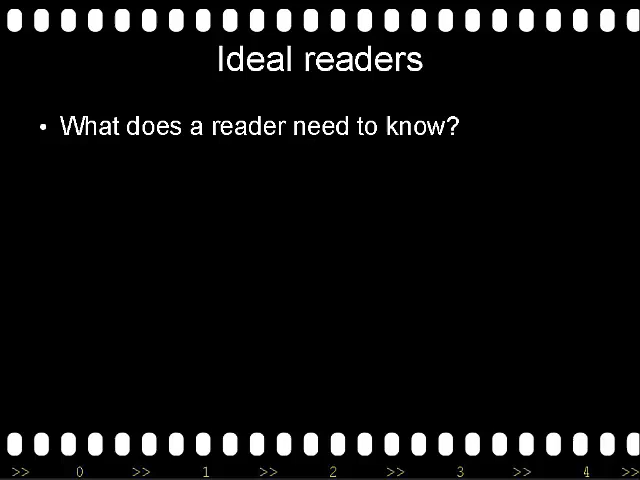 Ideal readers
• What does a reader need to know?
>> 0 >> 1 >> 2 >> 3 >> 4 >>